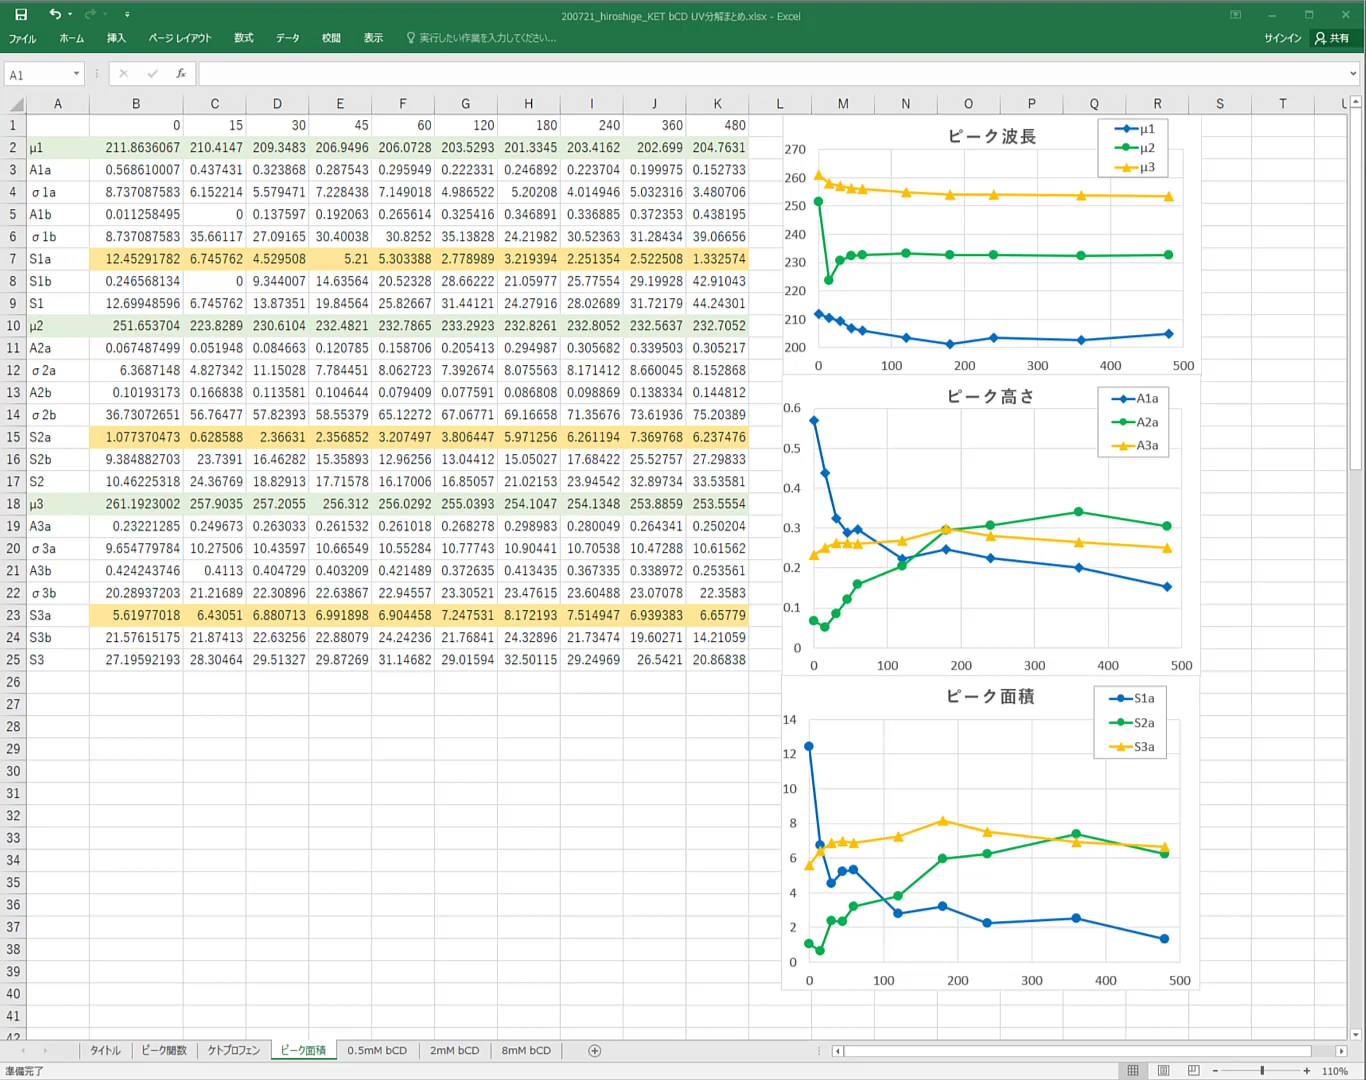 200721_hiroshige_KET bCD UV分解まとめ.xlsx - Excel
ファイル ホーム 挿入 ページ レイアウト 数式 データ 校閲 表示 実行したい作業を入力してください... サインイン 共有
A1 fx
A B C D E F G H I J K L M N O P Q R S T U
1 0 15 30 45 60 120 180 240 360 480
2 μ1 211.8636067 210.4147 209.3483 206.9496 206.0728 203.5293 201.3345 203.4162 202.699 204.7631
3 A1a 0.568610007 0.437431 0.323868 0.287543 0.295949 0.222331 0.246892 0.223704 0.199975 0.152733
4 σ1a 8.737087583 6.152214 5.579471 7.228438 7.149018 4.986522 5.20208 4.014946 5.032316 3.480706
5 A1b 0.011258495 0 0.137597 0.192063 0.265614 0.325416 0.346891 0.336885 0.372353 0.438195
6 σ1b 8.737087583 35.66117 27.09165 30.40038 30.8252 35.13828 24.21982 30.52363 31.28434 39.06656
7 S1a 12.45291782 6.745762 4.529508 5.21 5.303388 2.778989 3.219394 2.251354 2.522508 1.332574
8 S1b 0.246568134 0 9.344007 14.63564 20.52328 28.66222 21.05977 25.77554 29.19928 42.91043
9 S1 12.69948596 6.745762 13.87351 19.84564 25.82667 31.44121 24.27916 28.02689 31.72179 44.24301
10 μ2 251.653704 223.8289 230.6104 232.4821 232.7865 233.2923 232.8261 232.8052 232.5637 232.7052
11 A2a 0.067487499 0.051948 0.084663 0.120785 0.158706 0.205413 0.294987 0.305682 0.339503 0.305217
12 σ2a 6.3687148 4.827342 11.15028 7.784451 8.062723 7.392674 8.075563 8.171412 8.660045 8.152868
13 A2b 0.10193173 0.166838 0.113581 0.104644 0.079409 0.077591 0.086808 0.098869 0.138334 0.144812
14 σ2b 36.73072651 56.76477 57.82393 58.55379 65.12272 67.06771 69.16658 71.35676 73.61936 75.20389
15 S2a 1.077370473 0.628588 2.36631 2.356852 3.207497 3.806447 5.971256 6.261194 7.369768 6.237476
16 S2b 9.384882703 23.7391 16.46282 15.35893 12.96256 13.04412 15.05027 17.68422 25.52757 27.29833
17 S2 10.46225318 24.36769 18.82913 17.71578 16.17006 16.85057 21.02153 23.94542 32.89734 33.53581
18 μ3 261.1923002 257.9035 257.2055 256.312 256.0292 255.0393 254.1047 254.1348 253.8859 253.5554
19 A3a 0.23221285 0.249673 0.263033 0.261532 0.261018 0.268278 0.298983 0.280049 0.264341 0.250204
20 σ3a 9.654779784 10.27506 10.43397 10.66549 10.55284 10.77743 10.90441 10.70538 10.47288 10.61562
21 A3b 0.424243746 0.4113 0.404729 0.403209 0.421489 0.372635 0.413435 0.367335 0.338972 0.253561
22 σ3b 20.28937203 21.21689 22.30896 22.63867 22.94557 23.30521 23.47615 23.60488 23.07078 22.3583
23 S3a 5.61977018 6.43051 6.880713 6.991898 6.904458 7.247531 8.172193 7.514947 6.939383 6.65779
24 S3b 21.57615175 21.87413 22.63256 22.88079 24.24236 21.76841 24.32896 21.73474 19.60271 14.21059
25 S3 27.19592193 28.30464 29.51327 29.87269 31.14682 29.01594 32.50115 29.24969 26.5421 20.86838
26
27
28
29
30
31
32
33
34
35
36
37
38
39
40
41
42
ピーク波長
μ1
μ2
μ3
270
260
250
240
230
220
210
200
0 100 200 300 400 500
ピーク高さ
A1a
A2a
A3a
0.6
0.5
0.4
0.3
0.2
0.1
0
0 100 200 300 400 500
ピーク面積
S1a
S2a
S3a
14
12
10
8
6
4
2
0
0 100 200 300 400 500
タイトル ピーク関数 ケトプロフェン ピーク面積 0.5mM bCD 2mM bCD 8mM bCD
準備完了 110%